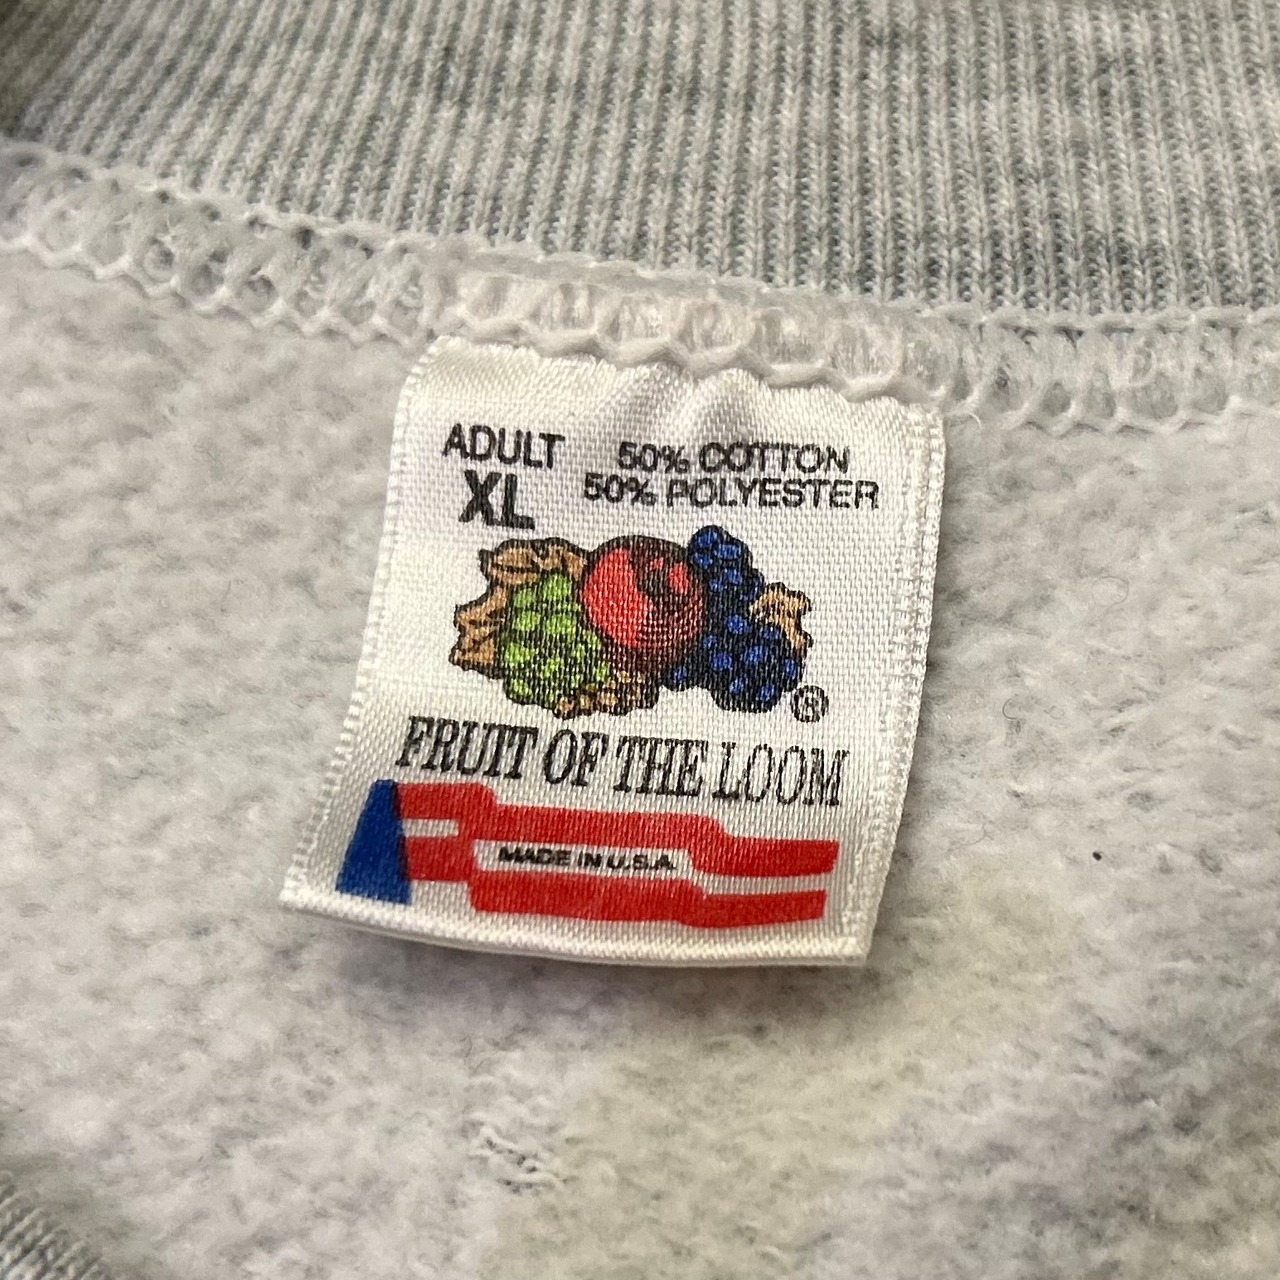 ADULT
XL
50% COTTON
50% POLYESTER
®
FRUIT OF THE LOOM
MADE IN U.S.A.